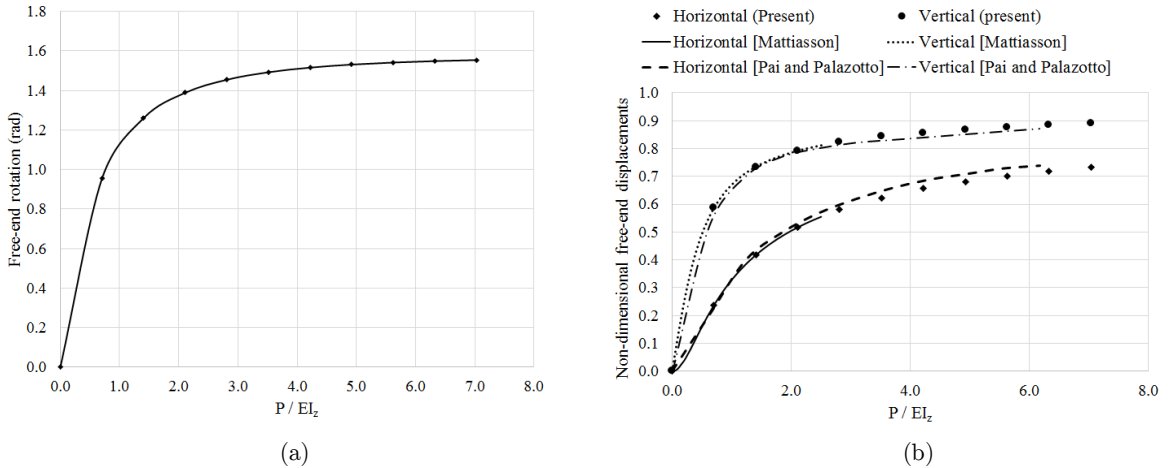 1.8
1.6
1.4
1.2
1.0
0.8
0.6
0.4
0.2
0.0
Free-end rotation (rad)
0.0 1.0 2.0 3.0 4.0 5.0 6.0 7.0 8.0
P / EIz
(a)
Horizontal (Present) Vertical (present)
Horizontal [Mattiasson] Vertical [Mattiasson]
Horizontal [Pai and Palazotto] Vertical [Pai and Palazotto]
1.0
0.9
0.8
0.7
0.6
0.5
0.4
0.3
0.2
0.1
0.0
Non-dimensional free-end displacements
0.0 2.0 4.0 6.0 8.0
P / EIz
(b)